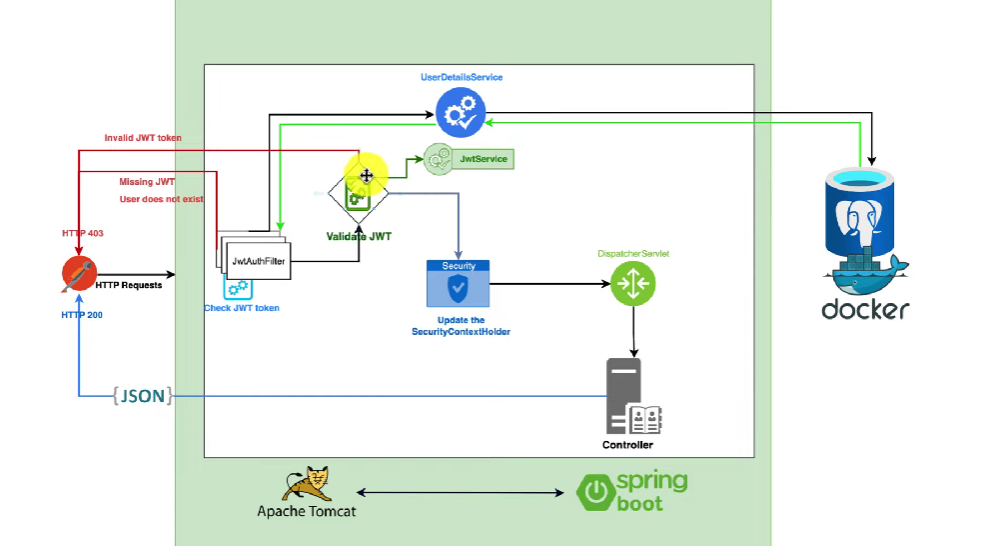 UserDetailsService
Invalid JWT token
JwtService
Missing JWT
User does not exist
HTTP 403
Validate JWT
JwtAuthFilter
Security
DispatcherServlet
HTTP Requests
Check JWT token
HTTP 200
Update the
SecurityContextHolder
docker
{JSON}
Controller
Apache Tomcat
spring
boot